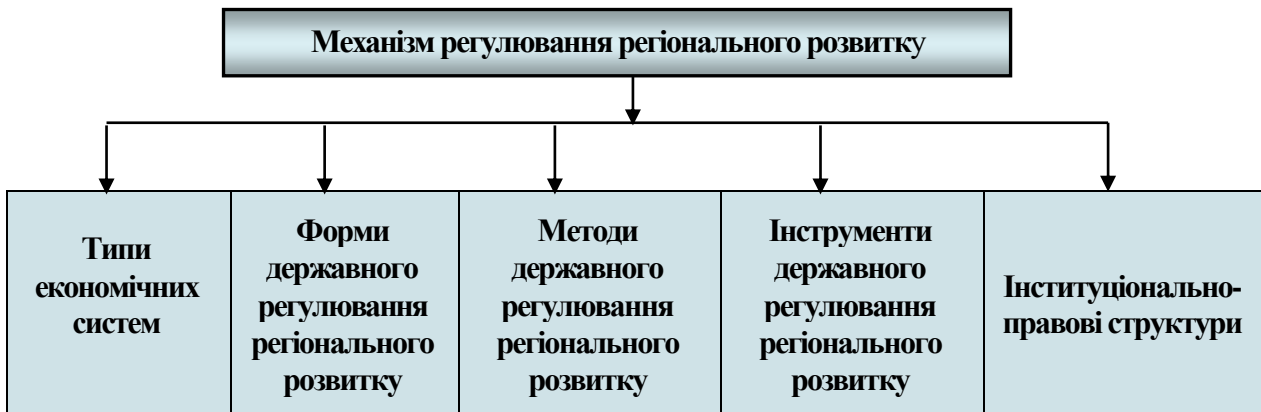 Механізм регулювання регіонального розвитку
Типи
економічних
систем
Форми
державного
регулювання
регіонального
розвитку
Методи
державного
регулювання
регіонального
розвитку
Інструменти
державного
регулювання
регіонального
розвитку
Інституціонально-
правові структури